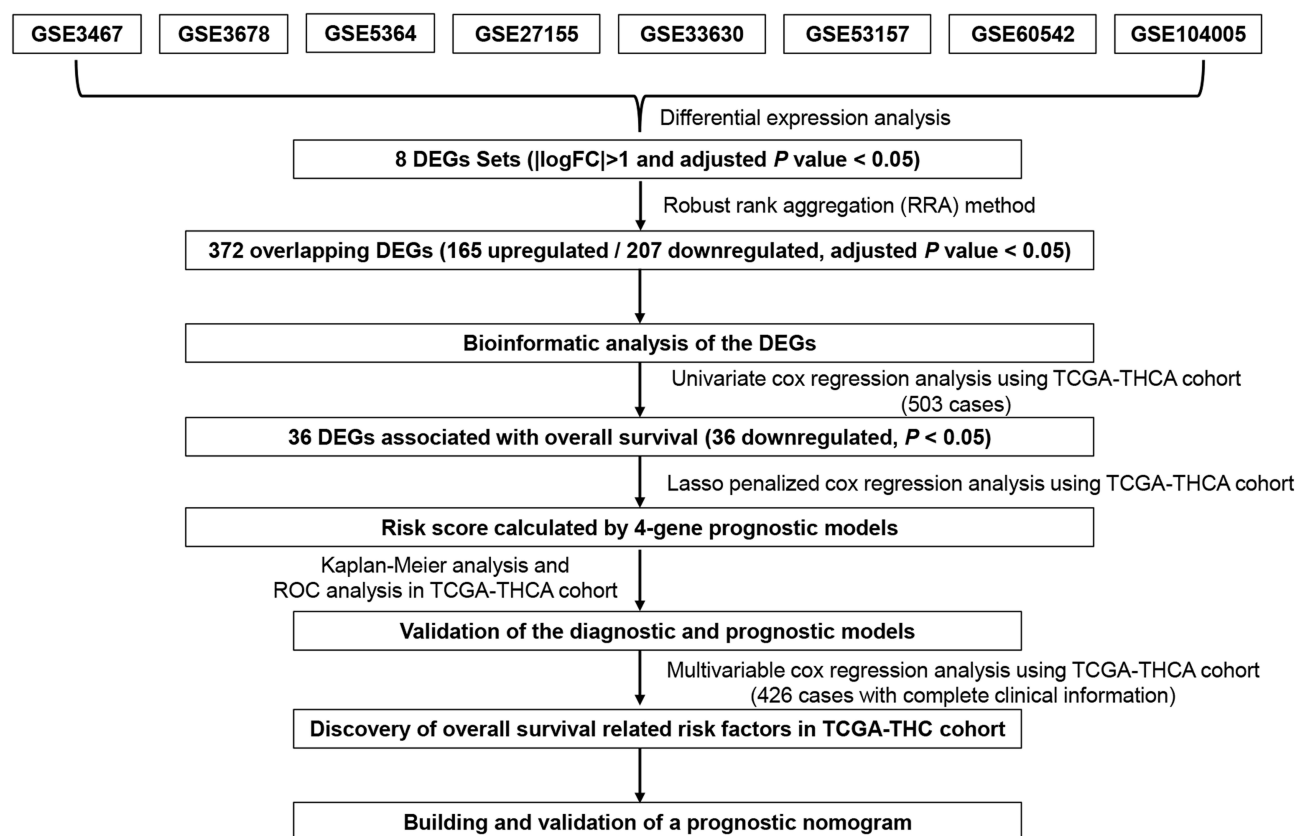 GSE3467 GSE3678 GSE5364 GSE27155 GSE33630 GSE53157 GSE60542 GSE104005
Differential expression analysis
8 DEGs Sets (|logFC|>1 and adjusted P value < 0.05)
Robust rank aggregation (RRA) method
372 overlapping DEGs (165 upregulated / 207 downregulated, adjusted P value < 0.05)
Bioinformatic analysis of the DEGs
Univariate cox regression analysis using TCGA-THCA cohort
(503 cases)
36 DEGs associated with overall survival (36 downregulated, P < 0.05)
Lasso penalized cox regression analysis using TCGA-THCA cohort
Risk score calculated by 4-gene prognostic models
Kaplan-Meier analysis and
ROC analysis in TCGA-THCA cohort
Validation of the diagnostic and prognostic models
Multivariable cox regression analysis using TCGA-THCA cohort
(426 cases with complete clinical information)
Discovery of overall survival related risk factors in TCGA-THC cohort
Building and validation of a prognostic nomogram